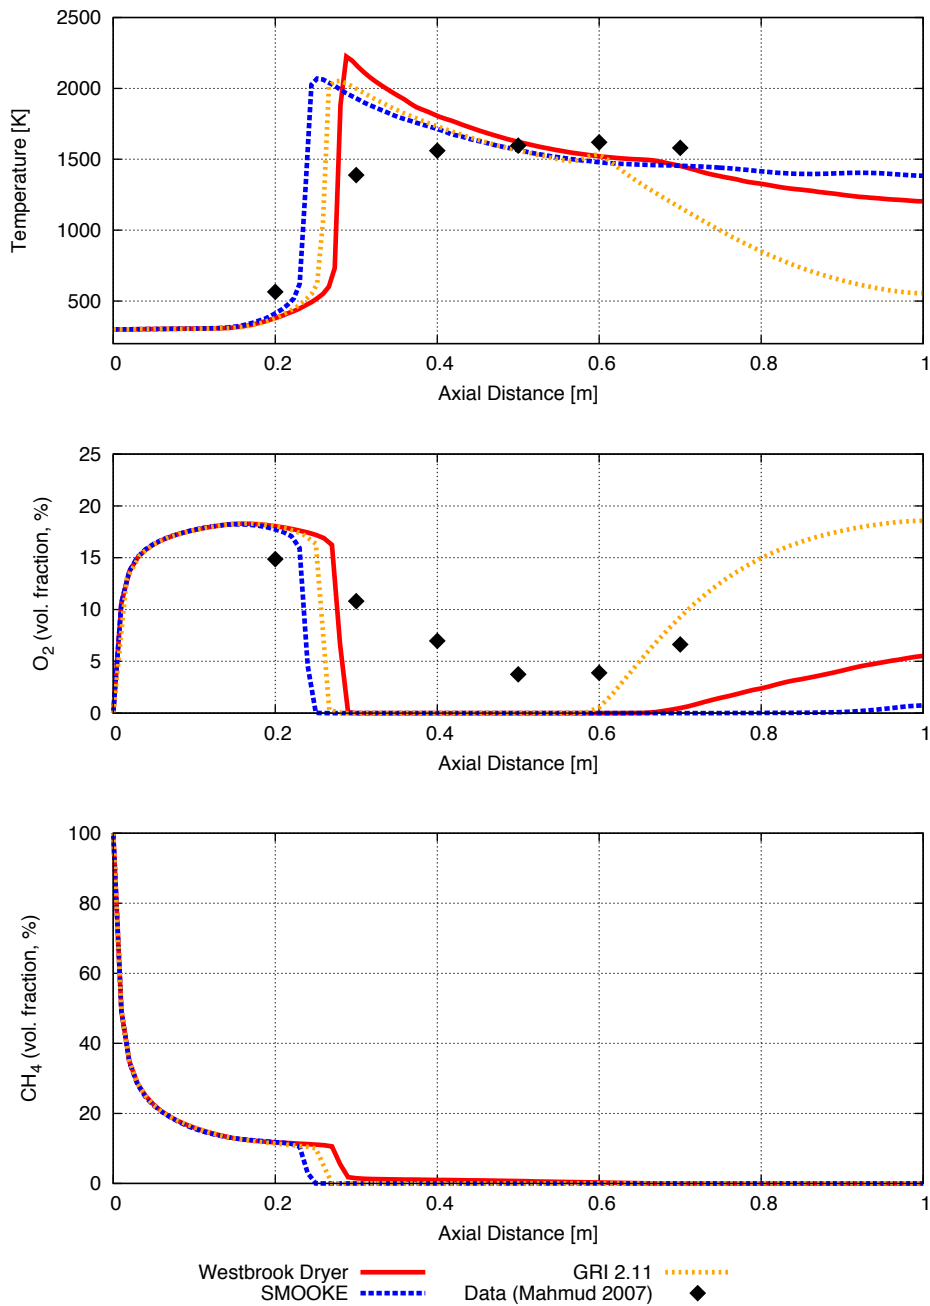 2500
2000
1500
1000
500
Temperature [K]
0 0.2 0.4 0.6 0.8 1
Axial Distance [m]
25
20
15
10
5
0
O2 (vol. fraction, %)
0 0.2 0.4 0.6 0.8 1
Axial Distance [m]
100
80
60
40
20
0
CH4 (vol. fraction, %)
0 0.2 0.4 0.6 0.8 1
Axial Distance [m]
Westbrook Dryer GRI 2.11
SMOOKE Data (Mahmud 2007)